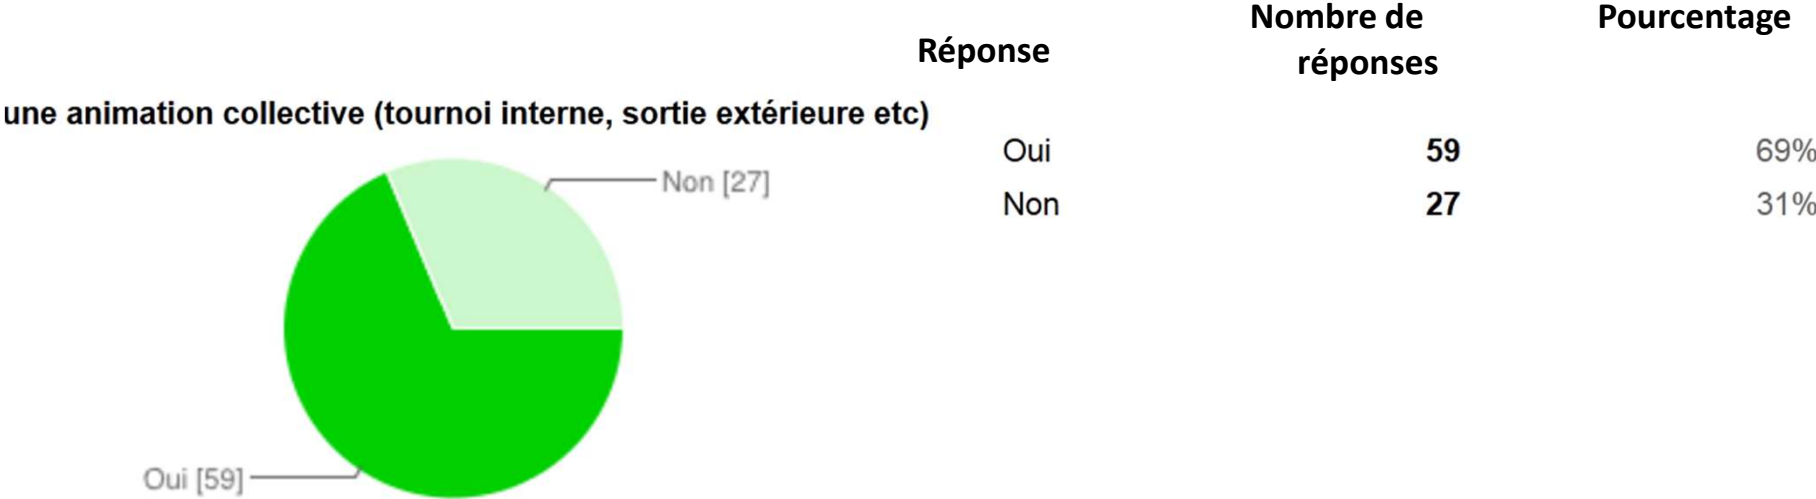 Réponse
Nombre de
réponses
Pourcentage
une animation collective (tournoi interne, sortie extérieure etc)
Non [27]
Oui [59]
Oui 59 69%
Non 27 31%